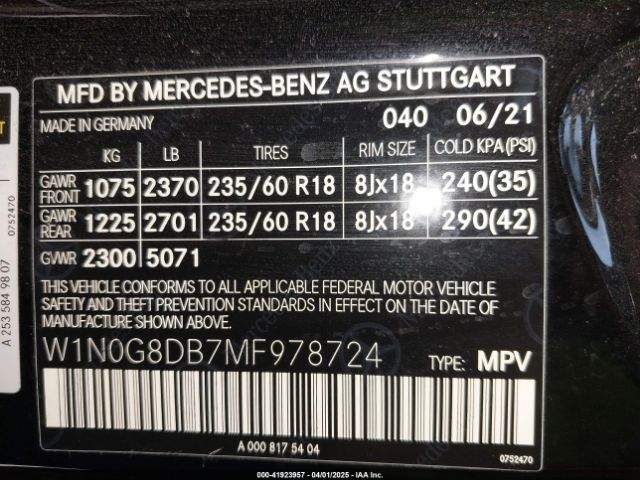 MFD BY MERCEDES-BENZ AG STUTTGART
MADE IN GERMANY 040 06/21
KG LB TIRES RIM SIZE COLD KPA(PSI)
GAWR FRONT 1075 2370 235/60 R18 8Jx18 240(35)
GAWR REAR 1225 2701 235/60 R18 8Jx18 290(42)
GVWR 2300 5071
THIS VEHICLE CONFORMS TO ALL APPLICABLE FEDERAL MOTOR VEHICLE
SAFETY AND THEFT PREVENTION STANDARDS IN EFFECT ON THE DATE OF
MANUFACTURE SHOWN ABOVE.
W1N0G8DB7MF978724 TYPE: MPV
A 000 817 54 04
0752470
0752470
A 253 584 98 07
000-41923957 - 04/01/2025 - IAAI Inc.